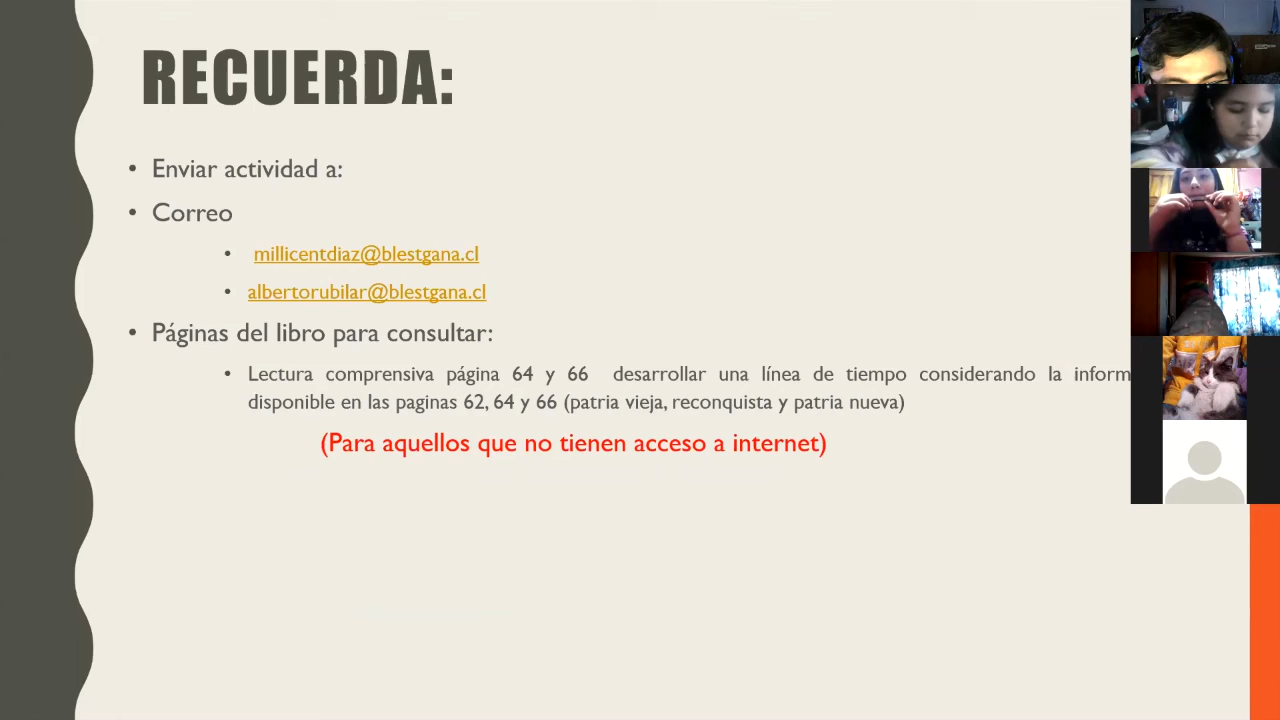 RECUERDA:
• Enviar actividad a:
• Correo
• millicentdiaz@blestgana.cl
• albertorubilar@blestgana.cl
• Páginas del libro para consultar:
• Lectura comprensiva página 64 y 66 desarrollar una línea de tiempo considerando la inform
disponible en las paginas 62, 64 y 66 (patria vieja, reconquista y patria nueva)
(Para aquellos que no tienen acceso a internet)